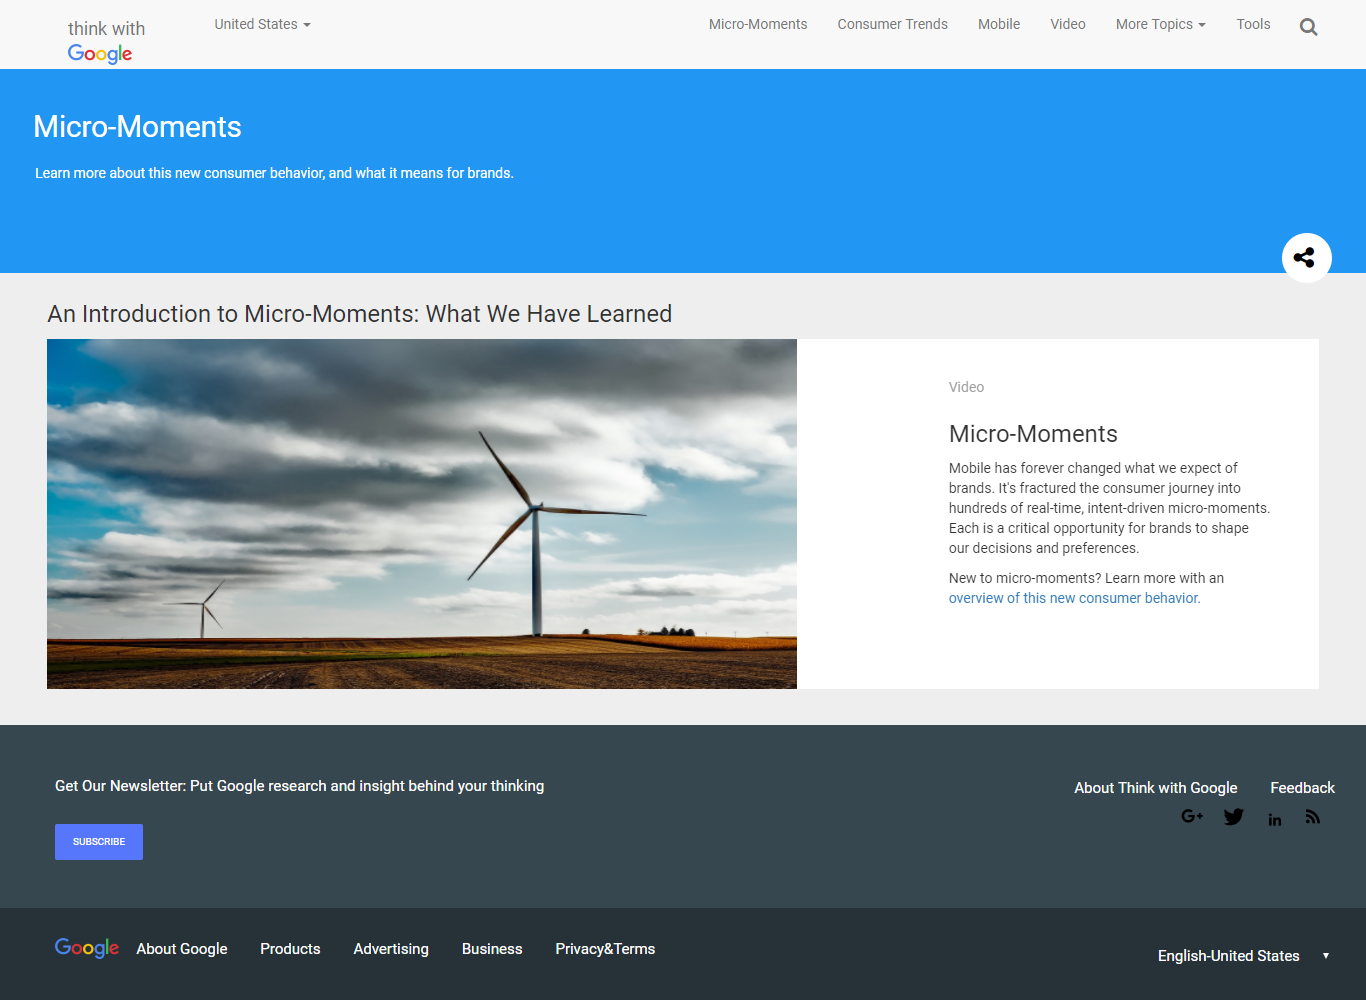 think with
Google
United States
Micro-Moments
Consumer Trends
Mobile
Video
More Topics
Tools
Micro-Moments
Learn more about this new consumer behavior, and what it means for brands.
An Introduction to Micro-Moments: What We Have Learned
Video
Micro-Moments
Mobile has forever changed what we expect of
brands. It's fractured the consumer journey into
hundreds of real-time, intent-driven micro-moments.
Each is a critical opportunity for brands to shape
our decisions and preferences.
New to micro-moments? Learn more with an
overview of this new consumer behavior.
Get Our Newsletter: Put Google research and insight behind your thinking
SUBSCRIBE
About Think with Google
Feedback
G+
in
Google
About Google
Products
Advertising
Business
Privacy&Terms
English-United States